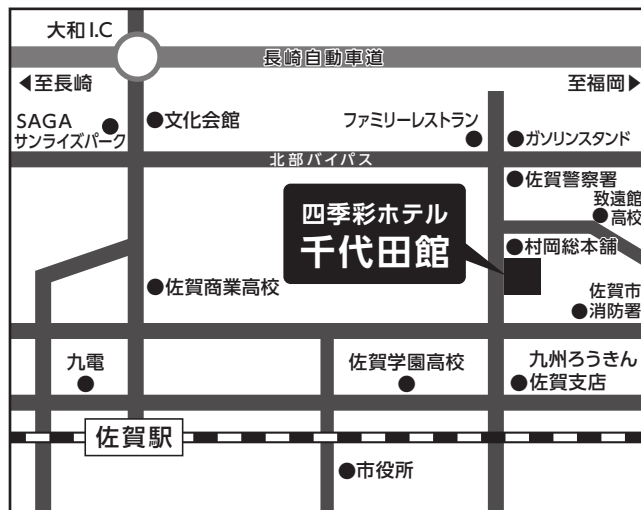 大和I.C
長崎自動車道
◀至長崎
至福岡▶
SAGA
サンライズパーク
●文化会館
ファミリーレストラン
●ガソリンスタンド
北部バイパス
●佐賀警察署
致遠館
●高校
四季彩ホテル
千代田館
●村岡総本舗
●佐賀商業高校
佐賀市
●消防署
九電
佐賀学園高校
九州ろうきん
●佐賀支店
佐賀駅
●市役所